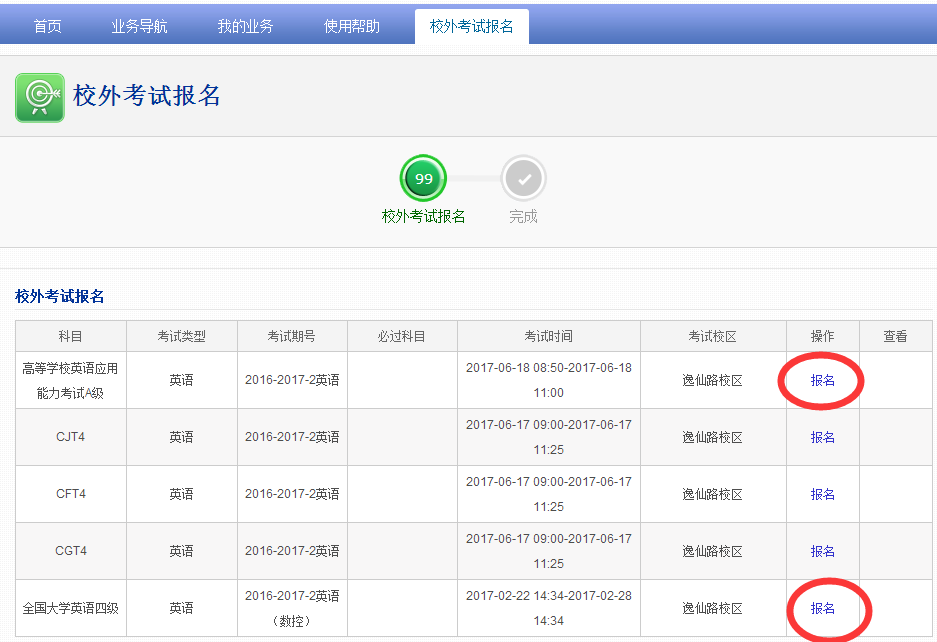 首页 业务导航 我的业务 使用帮助 校外考试报名
校外考试报名
99
校外考试报名 完成
校外考试报名
科目 考试类型 考试期号 必过科目 考试时间 考试校区 操作 查看
高等学校英语应用
能力考试A级 英语 2016-2017-2英语 2017-06-18 08:50-2017-06-18
11:00 逸仙路校区 报名
CJT4 英语 2016-2017-2英语 2017-06-17 09:00-2017-06-17
11:25 逸仙路校区 报名
CFT4 英语 2016-2017-2英语 2017-06-17 09:00-2017-06-17
11:25 逸仙路校区 报名
CGT4 英语 2016-2017-2英语 2017-06-17 09:00-2017-06-17
11:25 逸仙路校区 报名
全国大学英语四级 英语 2016-2017-2英语
（数控） 2017-02-22 14:34-2017-02-28
14:34 逸仙路校区 报名